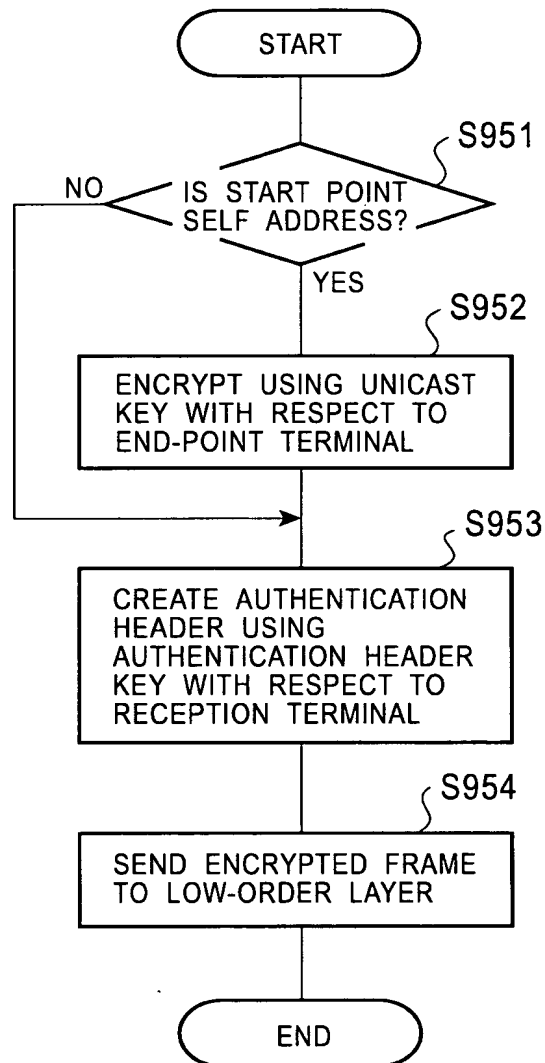 START
S951
NO
IS START POINT
SELF ADDRESS?
YES
S952
ENCRYPT USING UNICAST
KEY WITH RESPECT TO
END-POINT TERMINAL
S953
CREATE AUTHENTICATION
HEADER USING
AUTHENTICATION HEADER
KEY WITH RESPECT TO
RECEPTION TERMINAL
S954
SEND ENCRYPTED FRAME
TO LOW-ORDER LAYER
END